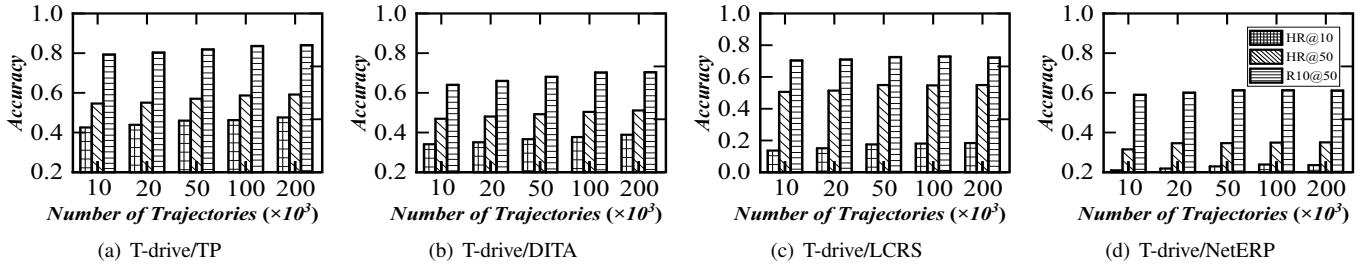 Accuracy
1.0
0.8
0.6
0.4
0.2
10 20 50 100 200
Number of Trajectories (×10³)
(a) T-drive/TP
Accuracy
1.0
0.8
0.6
0.4
0.2
10 20 50 100 200
Number of Trajectories (×10³)
(b) T-drive/DITA
Accuracy
1.0
0.8
0.6
0.4
0.2
0.0
10 20 50 100 200
Number of Trajectories (×10³)
(c) T-drive/LCRS
Accuracy
1.0
0.8
0.6
0.4
0.2
HR@10
HR@50
R10@50
10 20 50 100 200
Number of Trajectories (×10³)
(d) T-drive/NetERP